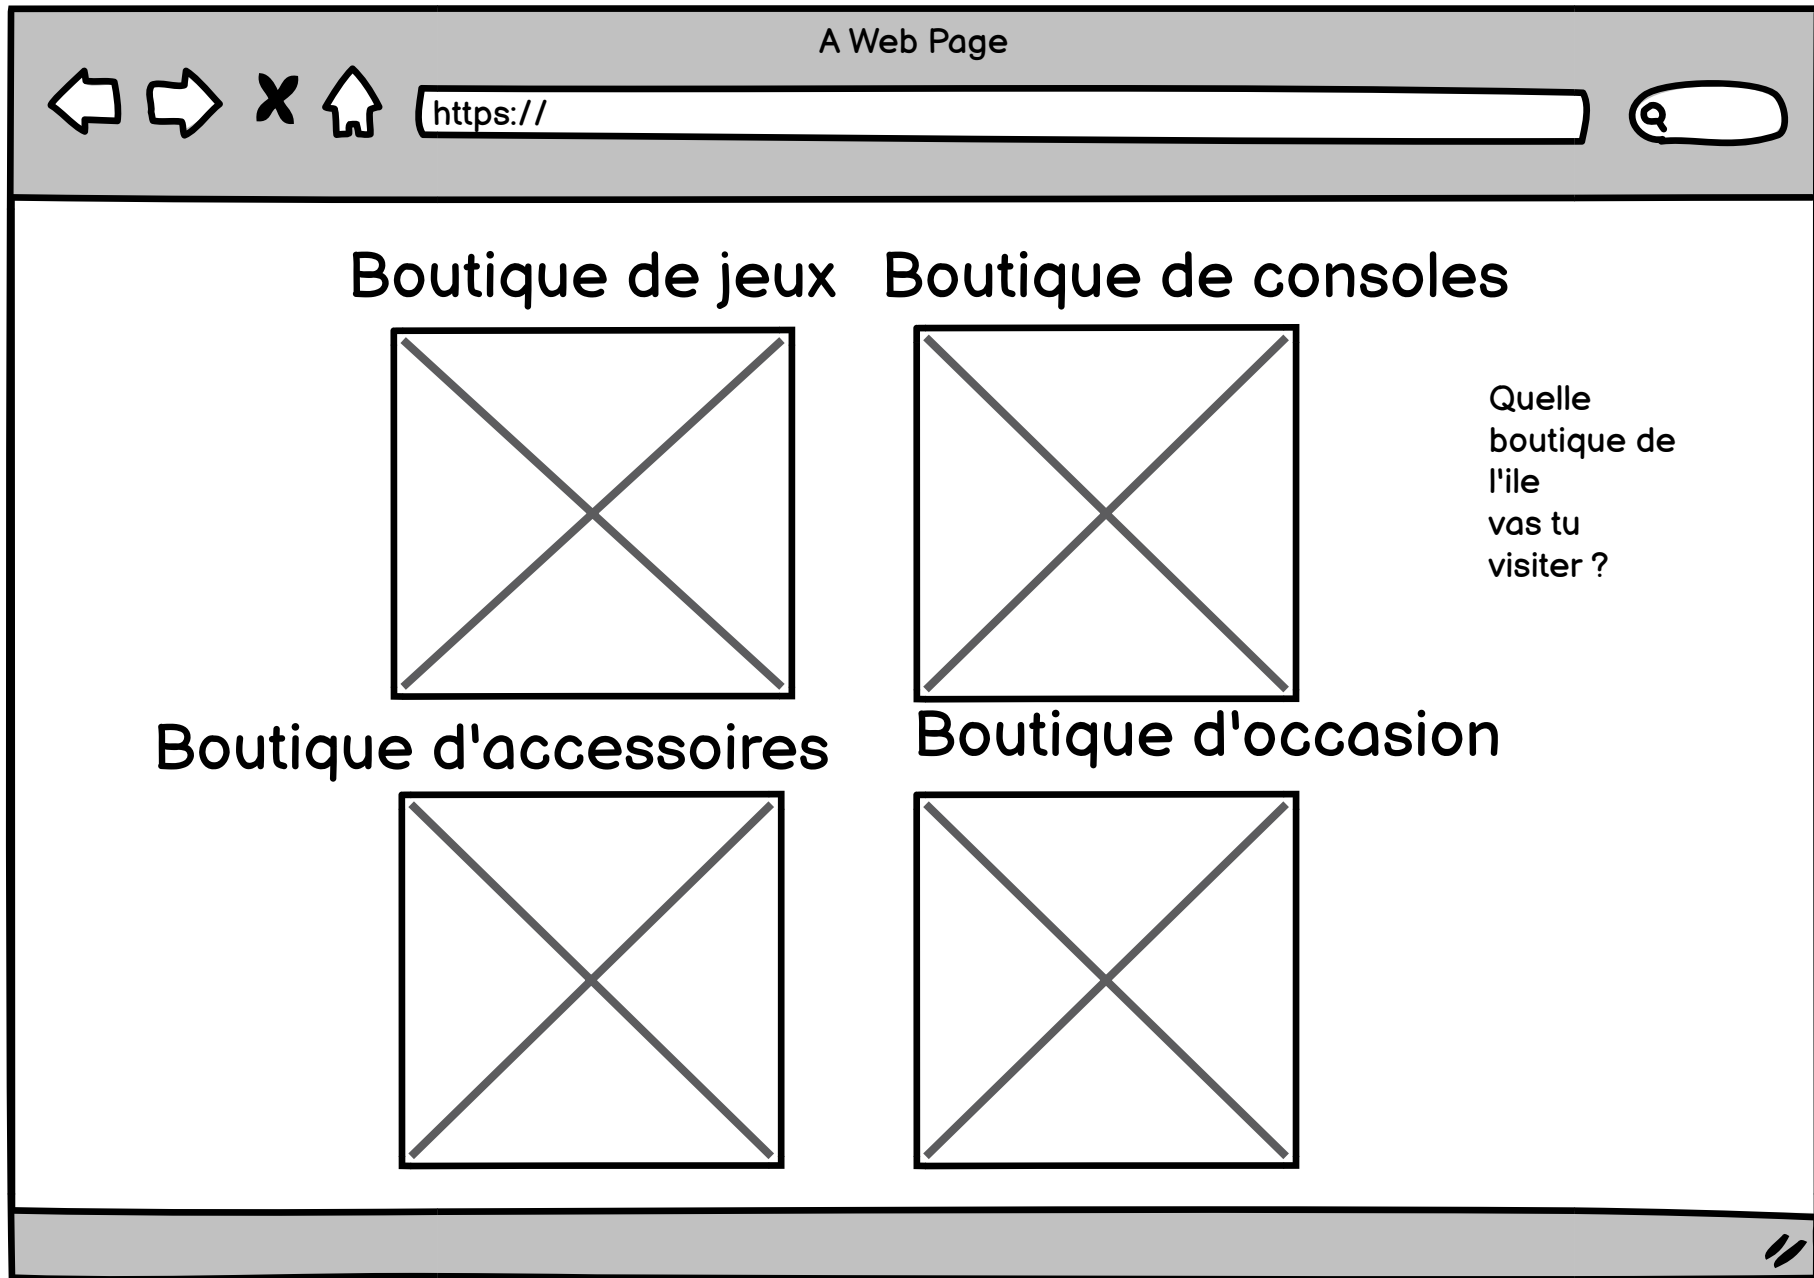 A Web Page
https://
Boutique de jeux
Boutique de consoles
Quelle
boutique de
l'ile
vas tu
visiter ?
Boutique d'accessoires
Boutique d'occasion